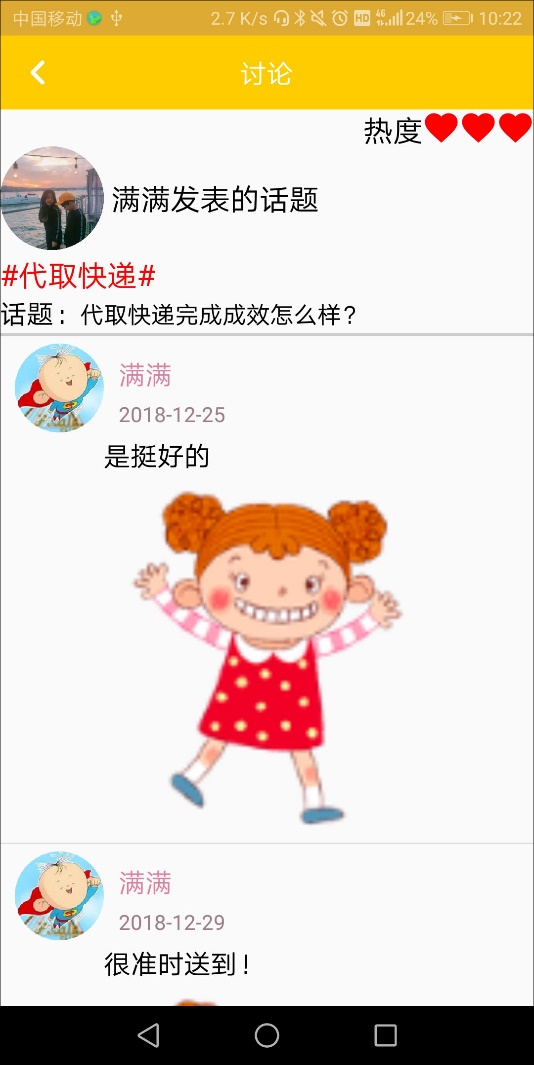 中国移动 2.7 K/s HD 4G 24% 10:22
讨论
热度
满满发表的话题
#代取快递#
话题：代取快递完成成效怎么样？
满满
2018-12-25
是挺好的
满满
2018-12-29
很准时送到！